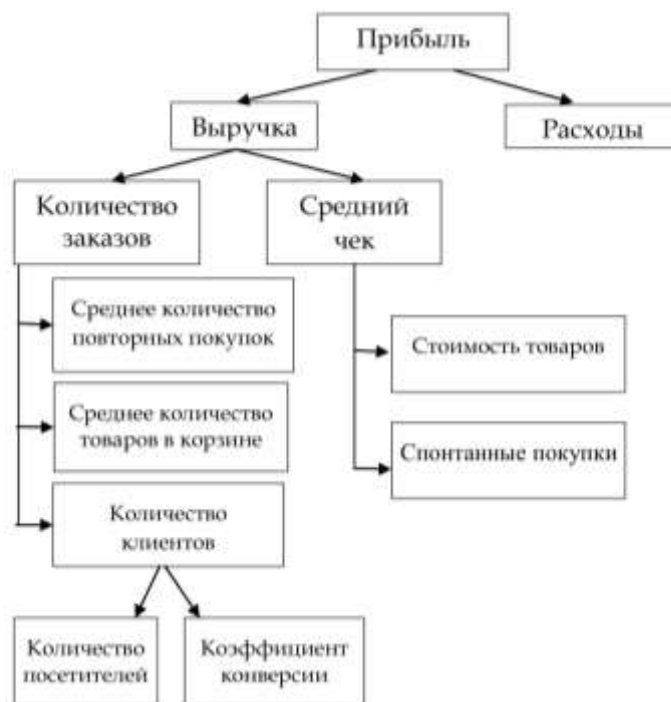 Прибыль
Выручка
Расходы
Количество
заказов
Средний
чек
Среднее количество
повторных покупок
Стоимость товаров
Среднее количество
товаров в корзине
Спонтанные покупки
Количество
клиентов
Количество
посетителей
Коэффициент
конверсии